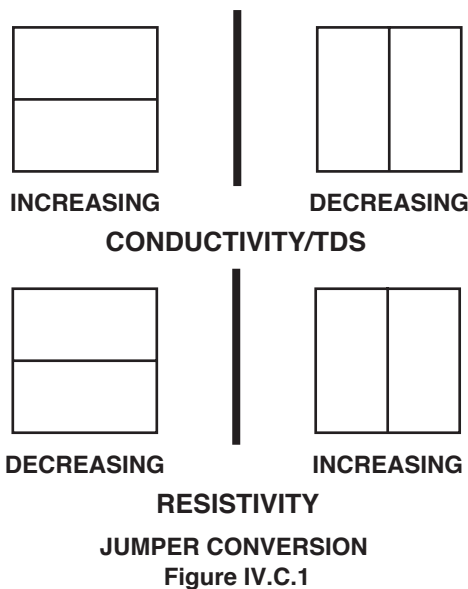 INCREASING DECREASING
CONDUCTIVITY/TDS
DECREASING INCREASING
RESISTIVITY
JUMPER CONVERSION
Figure IV.C.1